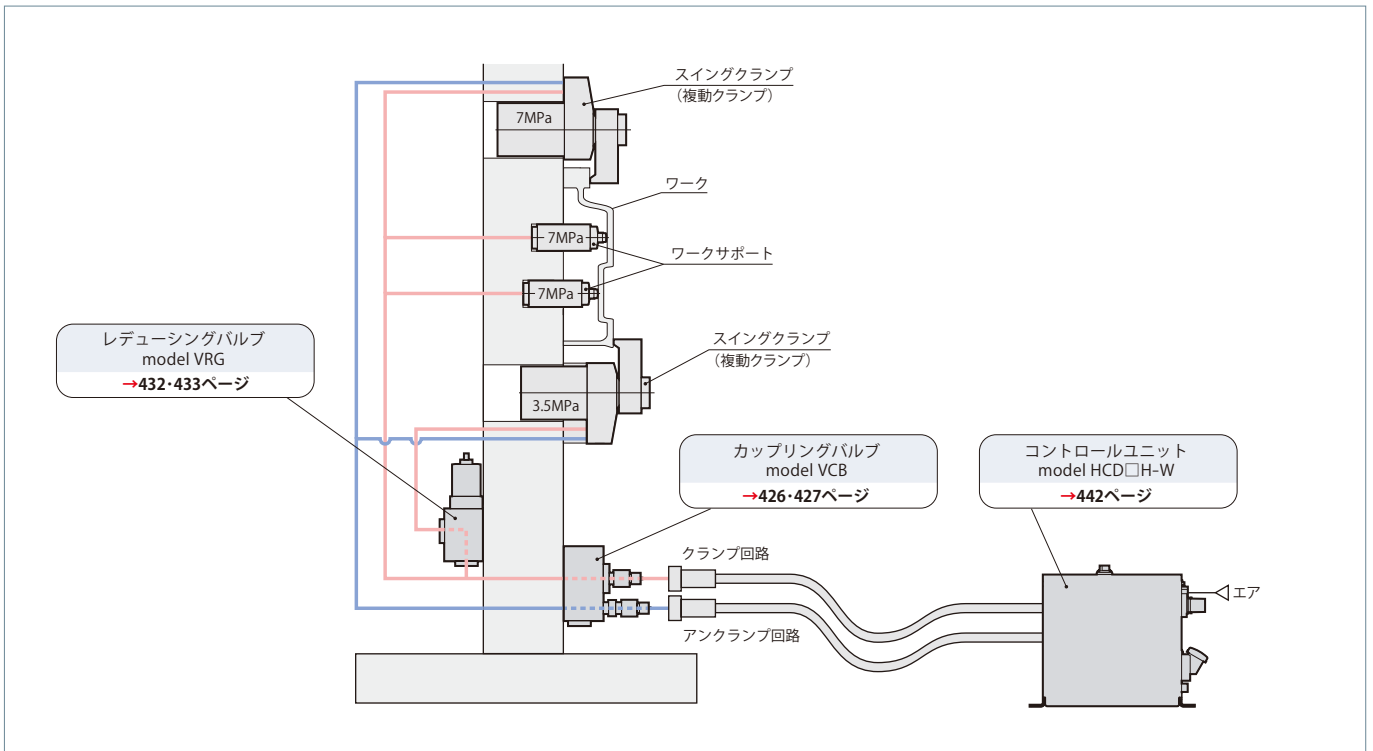 スイングクランプ
（複動クランプ）
7MPa
ワーク
7MPa
ワークサポート
7MPa
スイングクランプ
（複動クランプ）
3.5MPa
レデューシングバルブ
model VRG
→432・433ページ
カップリングバルブ
model VCB
→426・427ページ
コントロールユニット
model HCD□H-W
→442ページ
クランプ回路
エア
アンクランプ回路